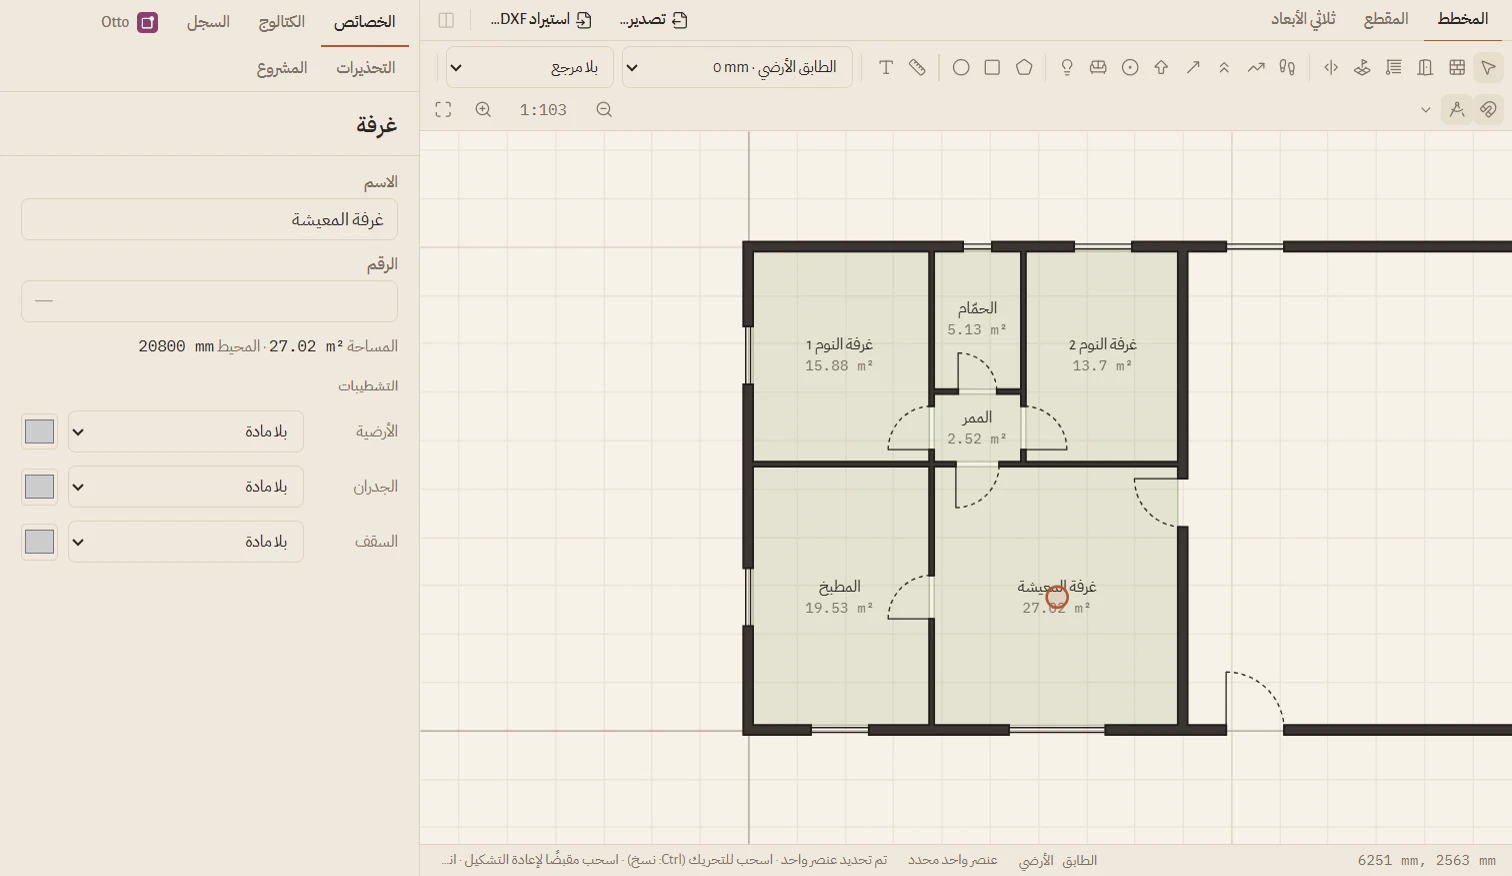 المخطط
المقطع
ثلاثي الأبعاد
تصدير...
استيراد DXF...
الطابق الأرضي · 0 mm
بلا مرجع
1:103
الخصائص
الكتالوج
السجل
Otto
التحذيرات
المشروع
غرفة
الاسم
غرفة المعيشة
الرقم
—
المساحة 27.02 m² · المحيط 20800 mm
التشطيبات
الأرضية
بلا مادة
الجدران
بلا مادة
السقف
بلا مادة
الحمّام
5.13 m²
غرفة النوم 2
13.7 m²
غرفة النوم 1
15.88 m²
الممر
2.52 m²
غرفة المعيشة
27.02 m²
المطبخ
19.53 m²
6251 mm, 2563 mm
الطابق الأرضي
عنصر واحد محدد
تم تحديد عنصر واحد · اسحب للتحريك (Ctrl: نسخ) · اسحب مقبضًا لإعادة التشكيل · انـ...